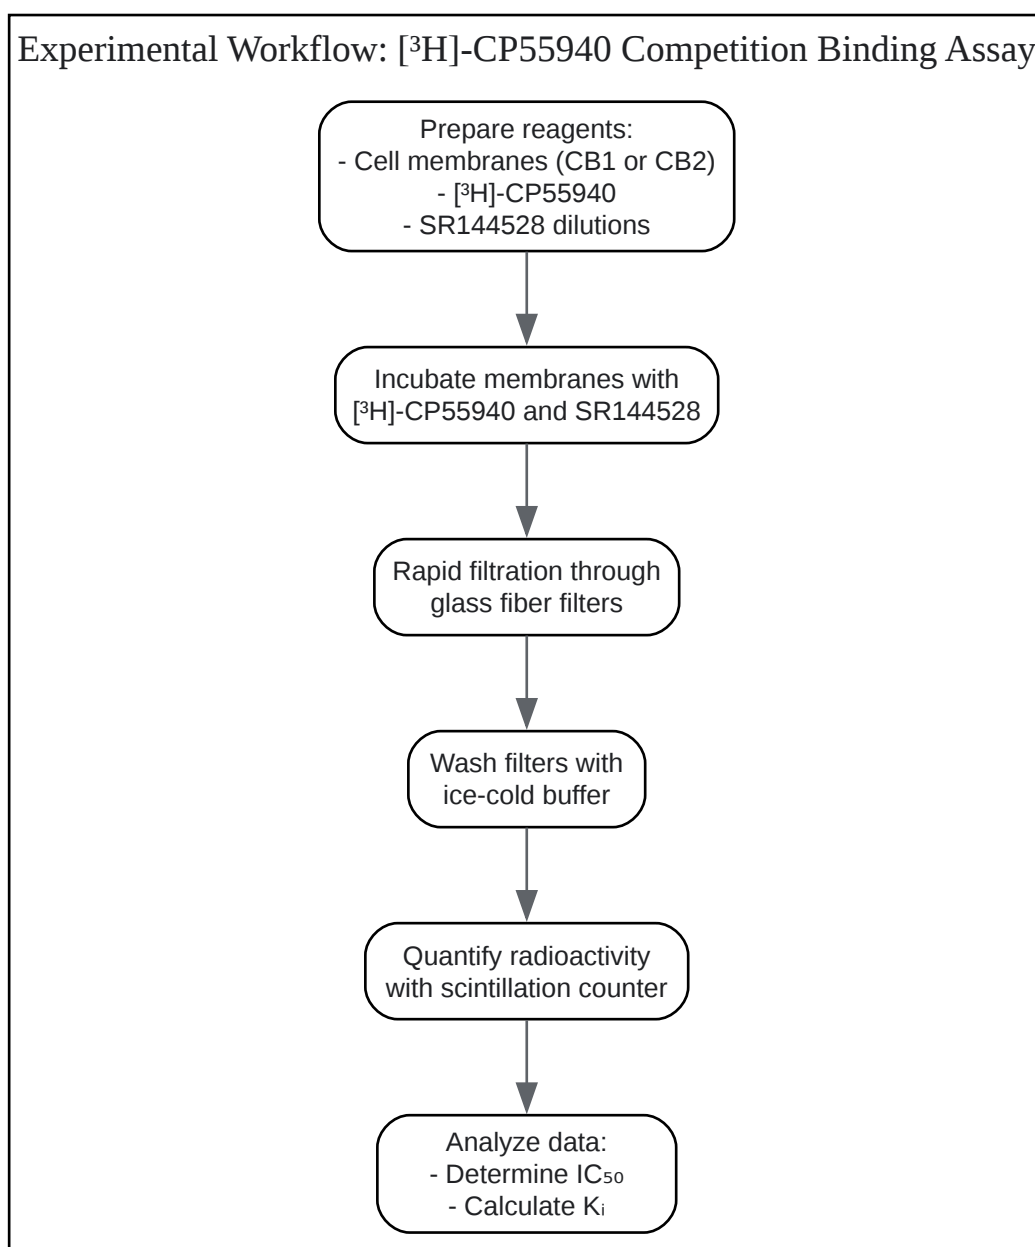 Experimental Workflow: [³H]-CP55940 Competition Binding Assay
Prepare reagents:
- Cell membranes (CB1 or CB2)
- [³H]-CP55940
- SR144528 dilutions
Incubate membranes with
[³H]-CP55940 and SR144528
Rapid filtration through
glass fiber filters
Wash filters with
ice-cold buffer
Quantify radioactivity
with scintillation counter
Analyze data:
- Determine IC₅₀
- Calculate Kᵢ